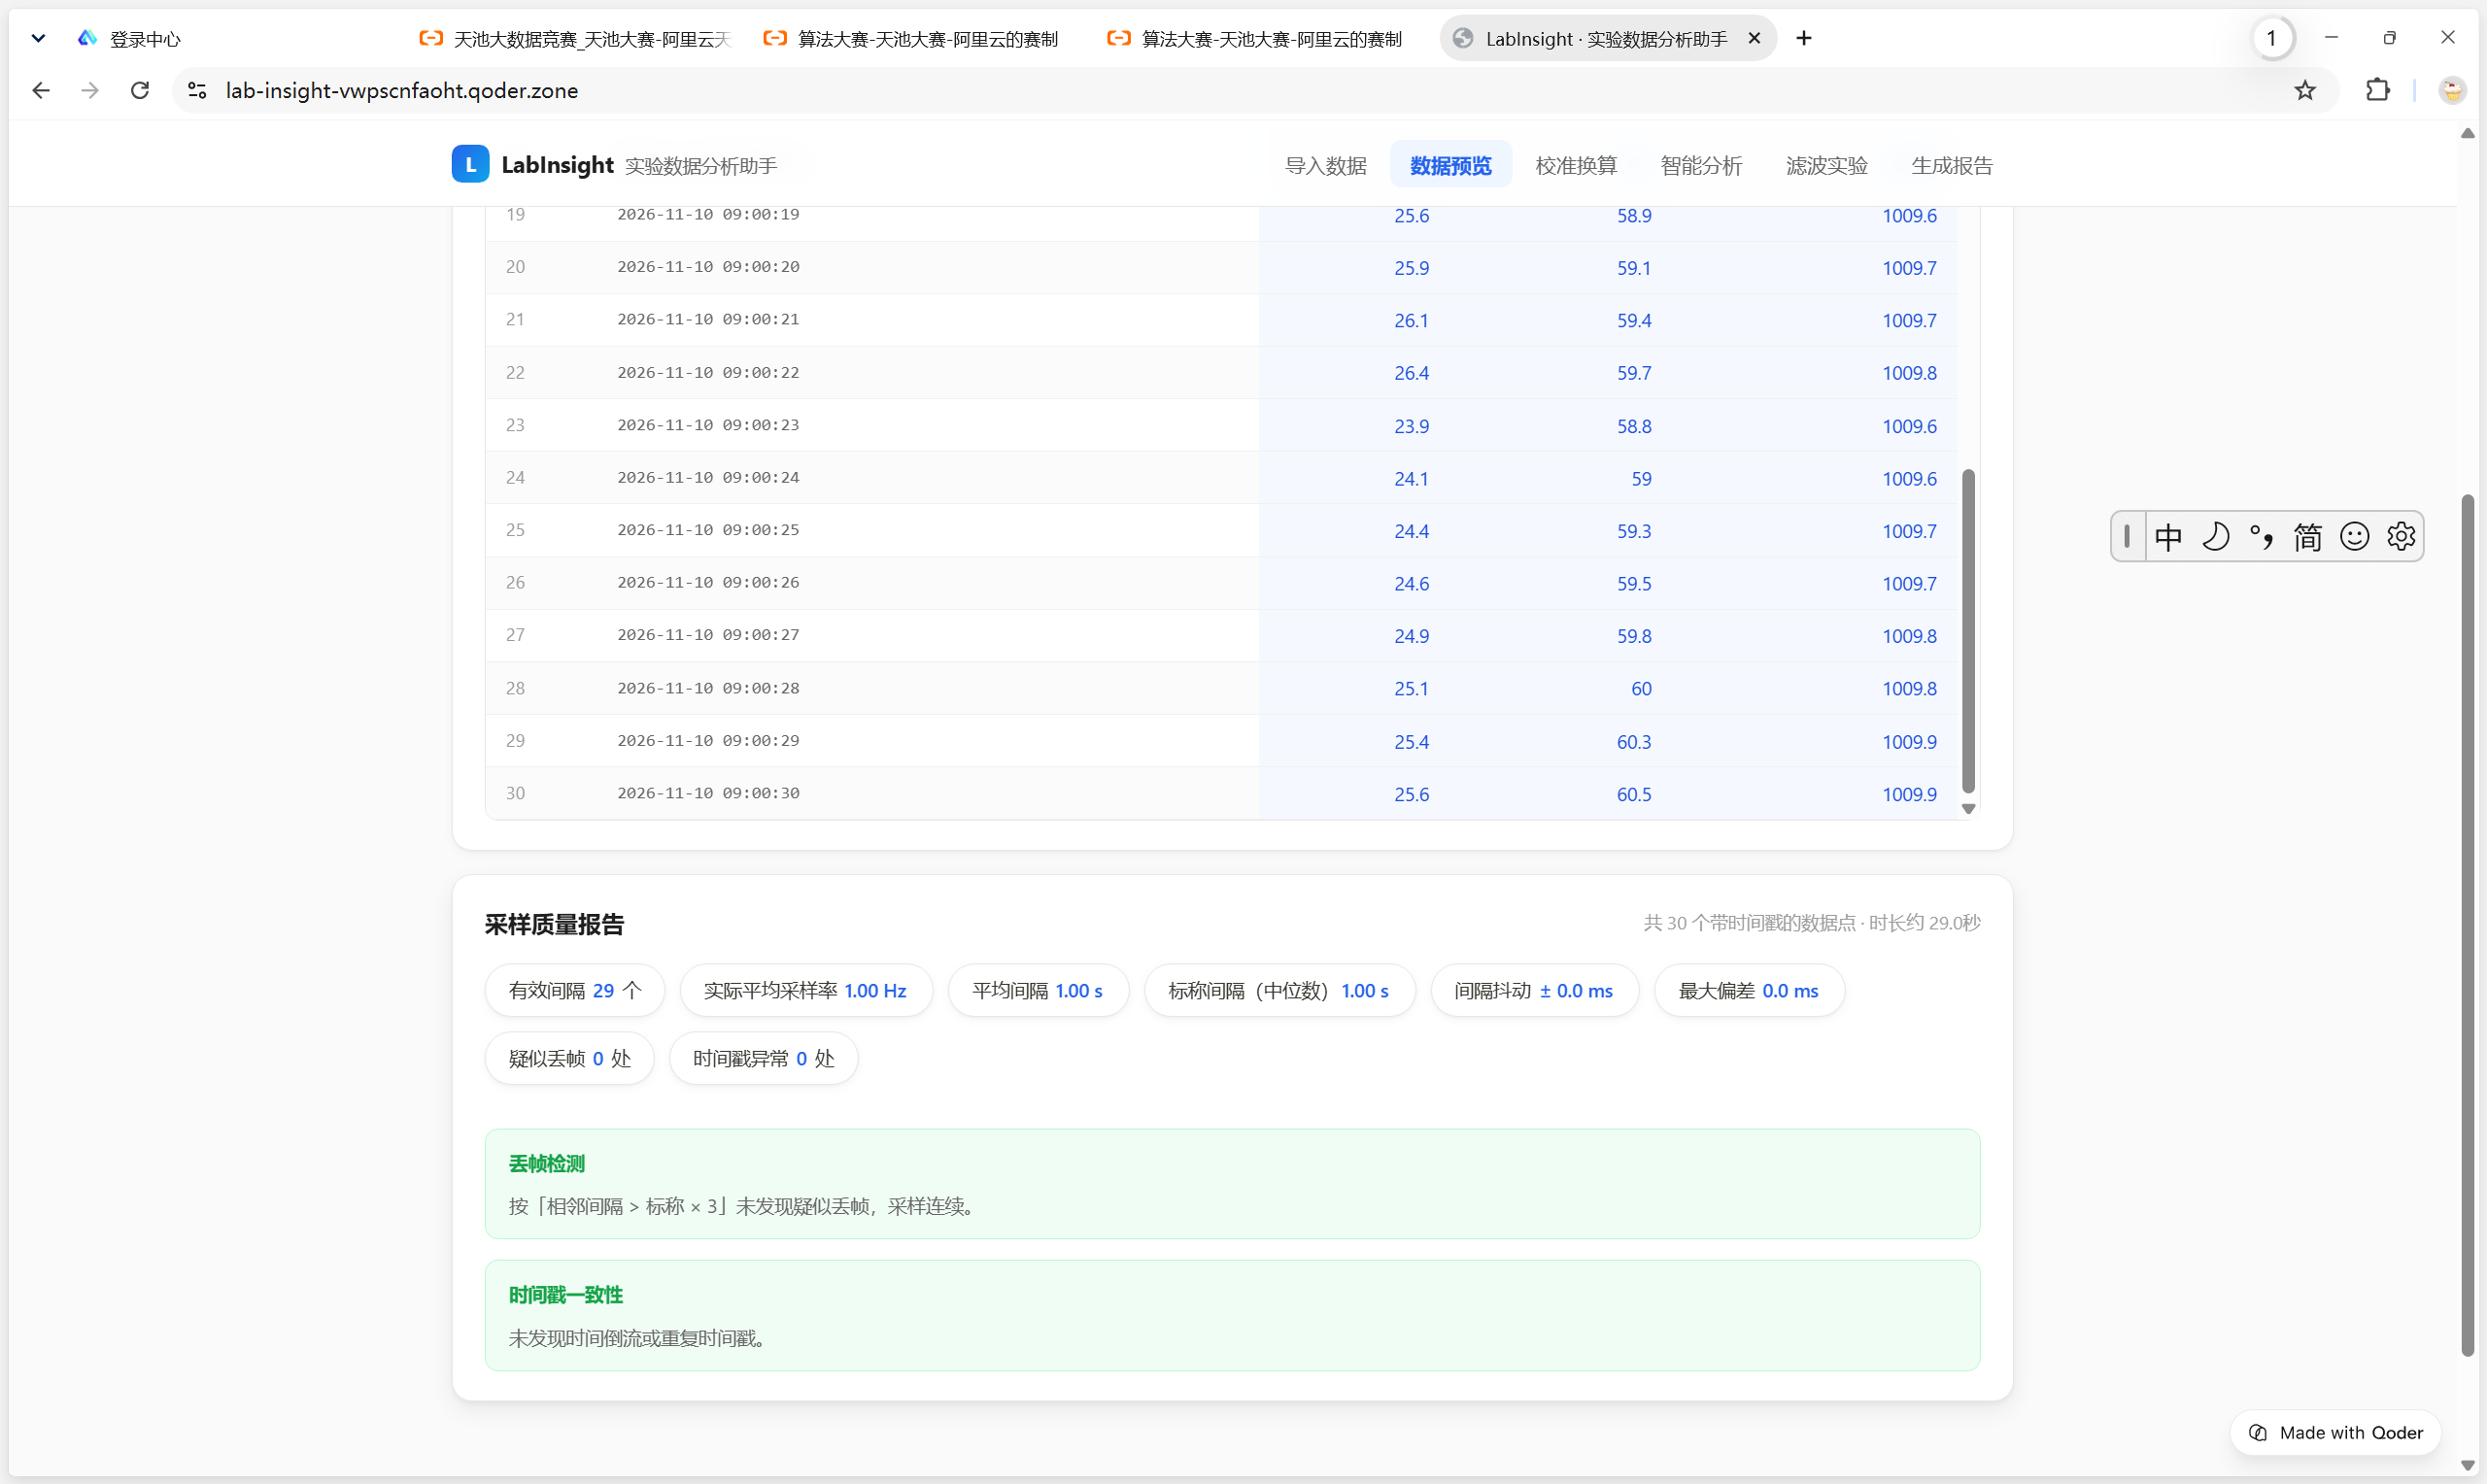 登录中心
天池大数据竞赛_天池大赛-阿里云天
算法大赛-天池大赛-阿里云的赛制
算法大赛-天池大赛-阿里云的赛制
LabInsight · 实验数据分析助手
1
lab-insight-vwpscnfaoht.qoder.zone
L LabInsight 实验数据分析助手
导入数据 数据预览 校准换算 智能分析 滤波实验 生成报告
19 2026-11-10 09:00:19 25.6 58.9 1009.6
20 2026-11-10 09:00:20 25.9 59.1 1009.7
21 2026-11-10 09:00:21 26.1 59.4 1009.7
22 2026-11-10 09:00:22 26.4 59.7 1009.8
23 2026-11-10 09:00:23 23.9 58.8 1009.6
24 2026-11-10 09:00:24 24.1 59 1009.6
25 2026-11-10 09:00:25 24.4 59.3 1009.7
26 2026-11-10 09:00:26 24.6 59.5 1009.7
27 2026-11-10 09:00:27 24.9 59.8 1009.8
28 2026-11-10 09:00:28 25.1 60 1009.8
29 2026-11-10 09:00:29 25.4 60.3 1009.9
30 2026-11-10 09:00:30 25.6 60.5 1009.9
中 简
采样质量报告
共 30 个带时间戳的数据点 · 时长约 29.0秒
有效间隔 29 个 实际平均采样率 1.00 Hz 平均间隔 1.00 s 标称间隔（中位数） 1.00 s 间隔抖动 ± 0.0 ms 最大偏差 0.0 ms
疑似丢帧 0 处 时间戳异常 0 处
丢帧检测
按「相邻间隔 > 标称 × 3」未发现疑似丢帧，采样连续。
时间戳一致性
未发现时间倒流或重复时间戳。
Made with Qoder